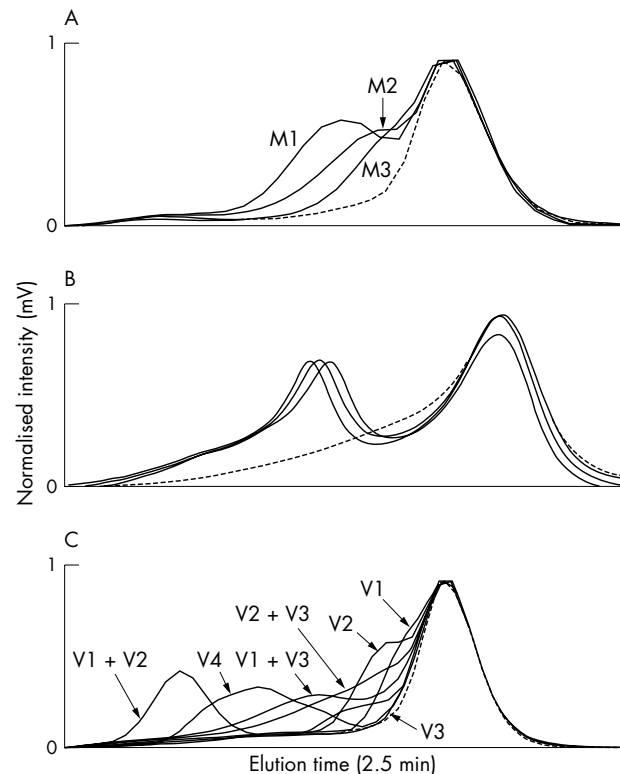 A
1
M2
M1
M3
0
B
1
Normalised intensity (mV)
0
C
1
V1
V2 + V3
V2
V1 + V2
V4
V1 + V3
V3
0
Elution time (2.5 min)